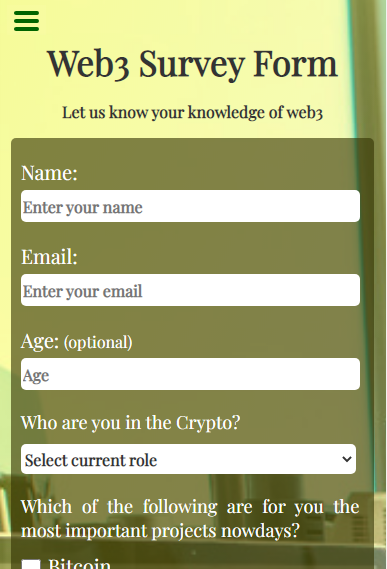 Web3 Survey Form
Let us know your knowledge of web3
Name:
Enter your name
Email:
Enter your email
Age: (optional)
Age
Who are you in the Crypto?
Select current role
Which of the following are for you the
most important projects nowdays?
Bitcoin